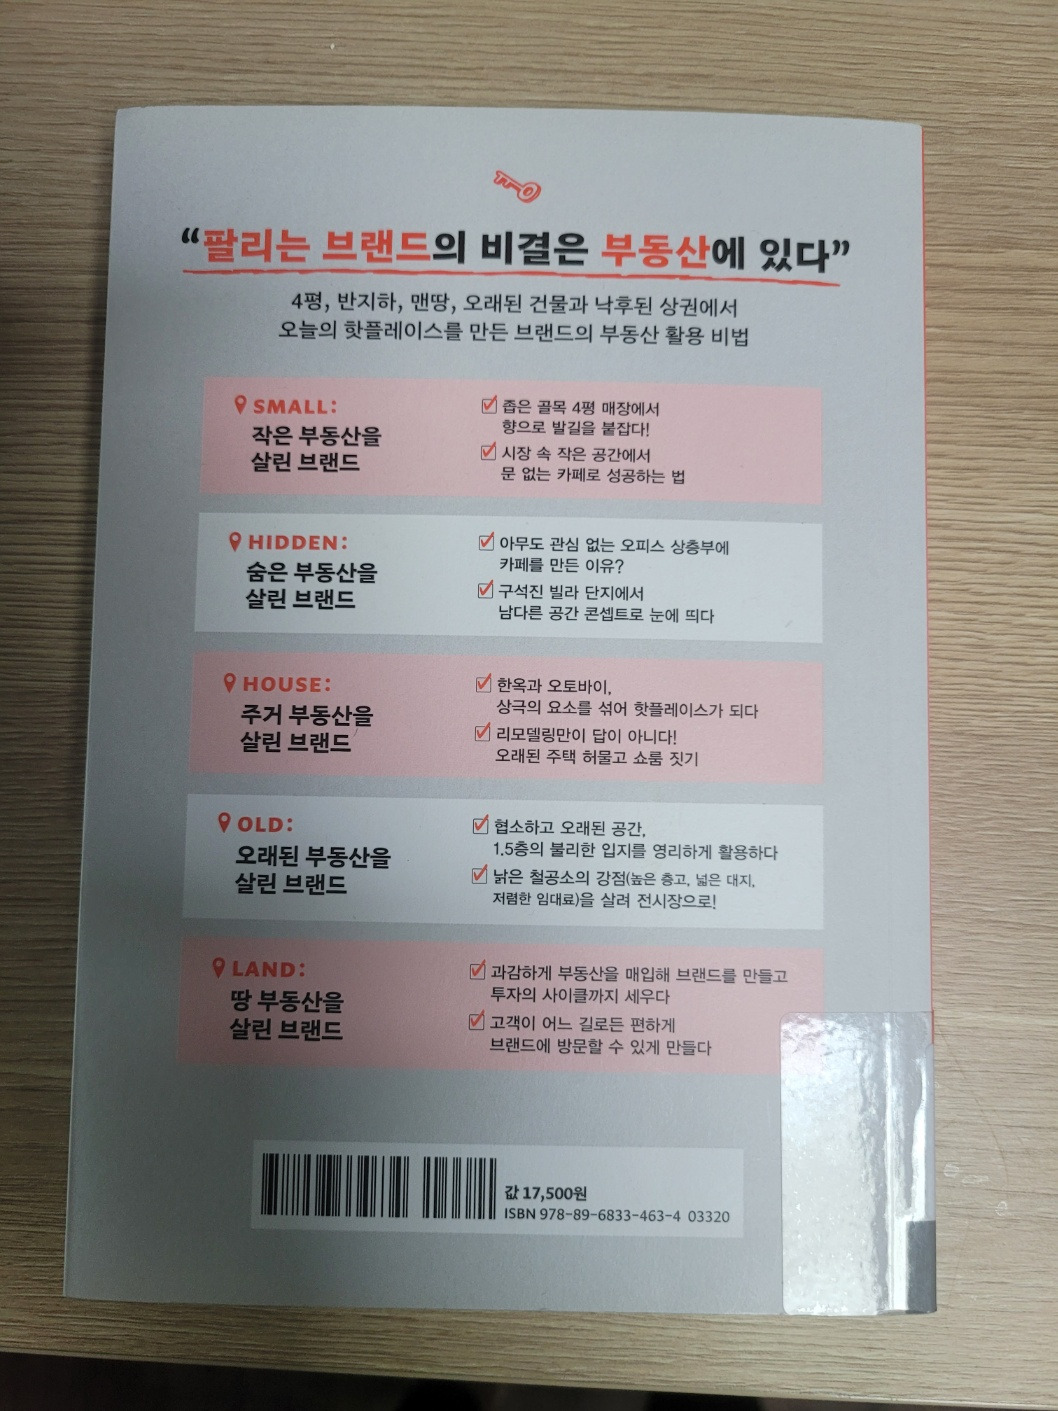 “팔리는 브랜드의 비결은 부동산에 있다”
4평, 반지하, 맨땅, 오래된 건물과 낙후된 상권에서
오늘의 핫플레이스를 만든 브랜드의 부동산 활용 비법
SMALL:
작은 부동산을
살린 브랜드
좁은 골목 4평 매장에서
향으로 발길을 붙잡다!
시장 속 작은 공간에서
문 없는 카페로 성공하는 법
HIDDEN:
숨은 부동산을
살린 브랜드
아무도 관심 없는 오피스 상층부에
카페를 만든 이유?
구석진 빌라 단지에서
남다른 공간 콘셉트로 눈에 띄다
HOUSE:
주거 부동산을
살린 브랜드
한옥과 오토바이,
상극의 요소를 섞어 핫플레이스가 되다
리모델링만이 답이 아니다!
오래된 주택 허물고 쇼룸 짓기
OLD:
오래된 부동산을
살린 브랜드
협소하고 오래된 공간,
1.5층의 불리한 입지를 영리하게 활용하다
낡은 철공소의 강점(높은 층고, 넓은 대지,
저렴한 임대료)을 살려 전시장으로!
LAND:
땅 부동산을
살린 브랜드
과감하게 부동산을 매입해 브랜드를 만들고
투자의 사이클까지 세우다
고객이 어느 길로든 편하게
브랜드에 방문할 수 있게 만들다
값 17,500원
ISBN 978-89-6833-463-4 03320